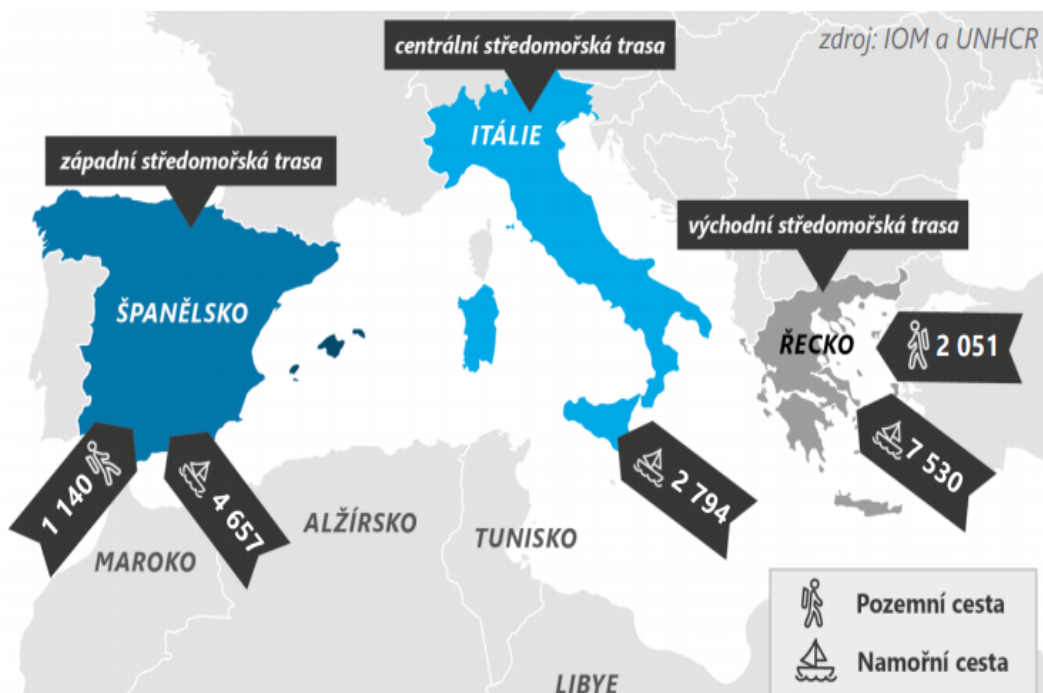 centrální středomořská trasa
zdroj: IOM a UNHCR
ITÁLIE
západní středomořská trasa
východní středomořská trasa
ŠPANĚLSKO
ŘECKO
2 051
1 140
4 657
2 794
7 530
ALŽÍRSKO
TUNISKO
MAROKO
Pozemní cesta
Namořní cesta
LIBYE